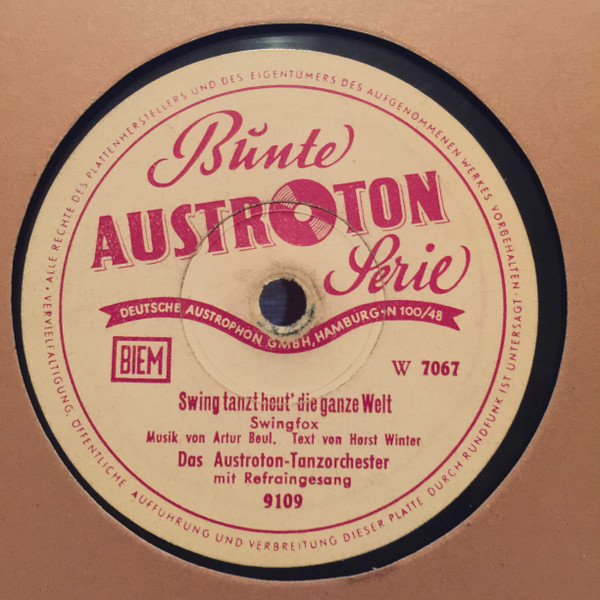 · ALLE RECHTE DES PLATTENHERSTELLERS UND DES EIGENTÜMERS DES AUFGENOMMENEN WERKES VORBEHALTEN ·
Bunte
AUSTROTON
Serie
DEUTSCHE AUSTROPHON GMBH, HAMBURG · N 100/48
BIEM
W 7067
Swing tanzt heut' die ganze Welt
Swingfox
Musik von Artur Beul. Text von Horst Winter
Das Austroton-Tanzorchester
mit Refraingesang
9109
VERVIELFÄLTIGUNG, ÖFFENTLICHE AUFFÜHRUNG UND VERBREITUNG DIESER PLATTE DURCH RUNDFUNK IST UNTERSAGT